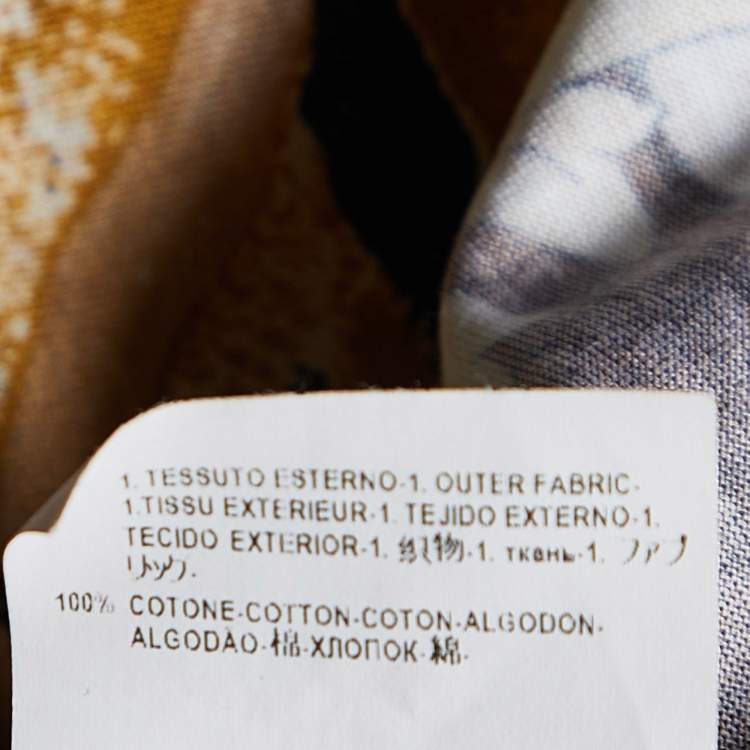 1. TESSUTO ESTERNO-1. OUTER FABRIC-
1.TISSU EXTERIEUR-1. TEJIDO EXTERNO-1.
TECIDO EXTERIOR-1. 織物-1. ткань-1. ファブ
リック-
100% COTONE-COTTON-COTON-ALGODON-
ALGODÃO-棉-ХЛОПОК-綿-